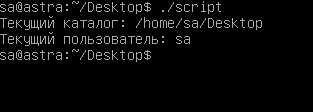 sa@astra:~/Desktop$ ./script
Текущий каталог: /home/sa/Desktop
Текущий пользователь: sa
sa@astra:~/Desktop$